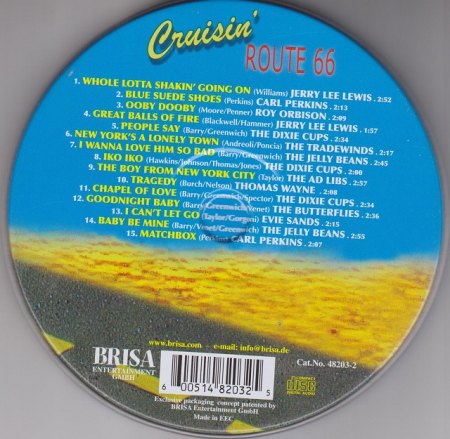 Cruisin'
ROUTE 66
1. WHOLE LOTTA SHAKIN' GOING ON (Williams) JERRY LEE LEWIS . 2:52
2. BLUE SUEDE SHOES (Perkins) CARL PERKINS . 2:13
3. OOBY DOOBY (Moore/Penner) ROY ORBISON . 2:09
4. GREAT BALLS OF FIRE (Blackwell/Hammer) JERRY LEE LEWIS . 1:57
5. PEOPLE SAY (Barry/Greenwich) THE DIXIE CUPS . 2:34
6. NEW YORK'S A LONELY TOWN (Andreoli/Poncia) THE TRADEWINDS . 2:17
7. I WANNA LOVE HIM SO BAD (Barry/Greenwich) THE JELLY BEANS . 2:45
8. IKO IKO (Hawkins/Johnson/Thomas/Jones) THE DIXIE CUPS . 2:00
9. THE BOY FROM NEW YORK CITY (Taylor) THE AD LIBS . 2:57
10. TRAGEDY (Burch/Nelson) THOMAS WAYNE . 2:08
11. CHAPEL OF LOVE (Barry/Greenwich/Spector) THE DIXIE CUPS . 2:36
12. GOODNIGHT BABY (Barry/Greenwich/Venet) THE BUTTERFLIES . 2:36
13. I CAN'T LET GO (Taylor/Gorgoni) EVIE SANDS . 2:15
14. BABY BE MINE (Barry/Venet/Greenwich) THE JELLY BEANS . 2:55
15. MATCHBOX (Perkins) CARL PERKINS . 2:07
www.brisa.com - e-mail: info@brisa.de
BRISA
ENTERTAINMENT
GMBH
Cat.No. 48203-2
6 00514 82032 5
COMPACT
disc
DIGITAL AUDIO
Exclusive packaging concept patented by
BRISA Entertainment GmbH
Made in EEC